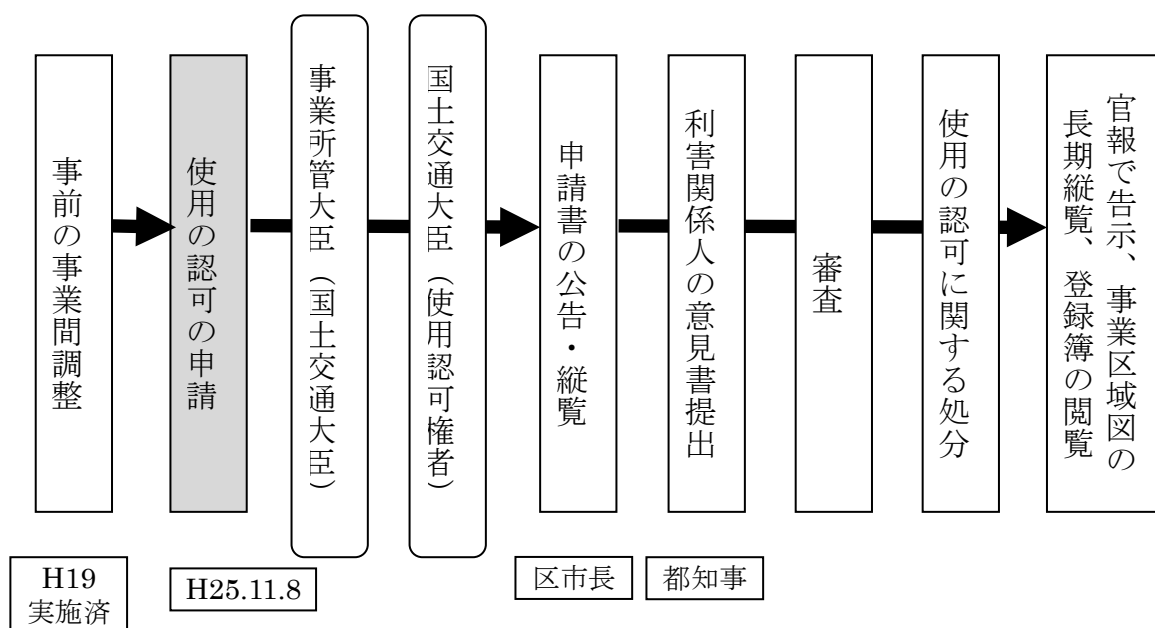 事前の事業間調整
使用の認可の申請
事業所管大臣（国土交通大臣）
国土交通大臣（使用認可権者）
申請書の公告・縦覧
利害関係人の意見書提出
審査
使用の認可に関する処分
官報で告示、事業区域図の
長期縦覧、登録簿の閲覧
H19
実施済
H25.11.8
区市長
都知事